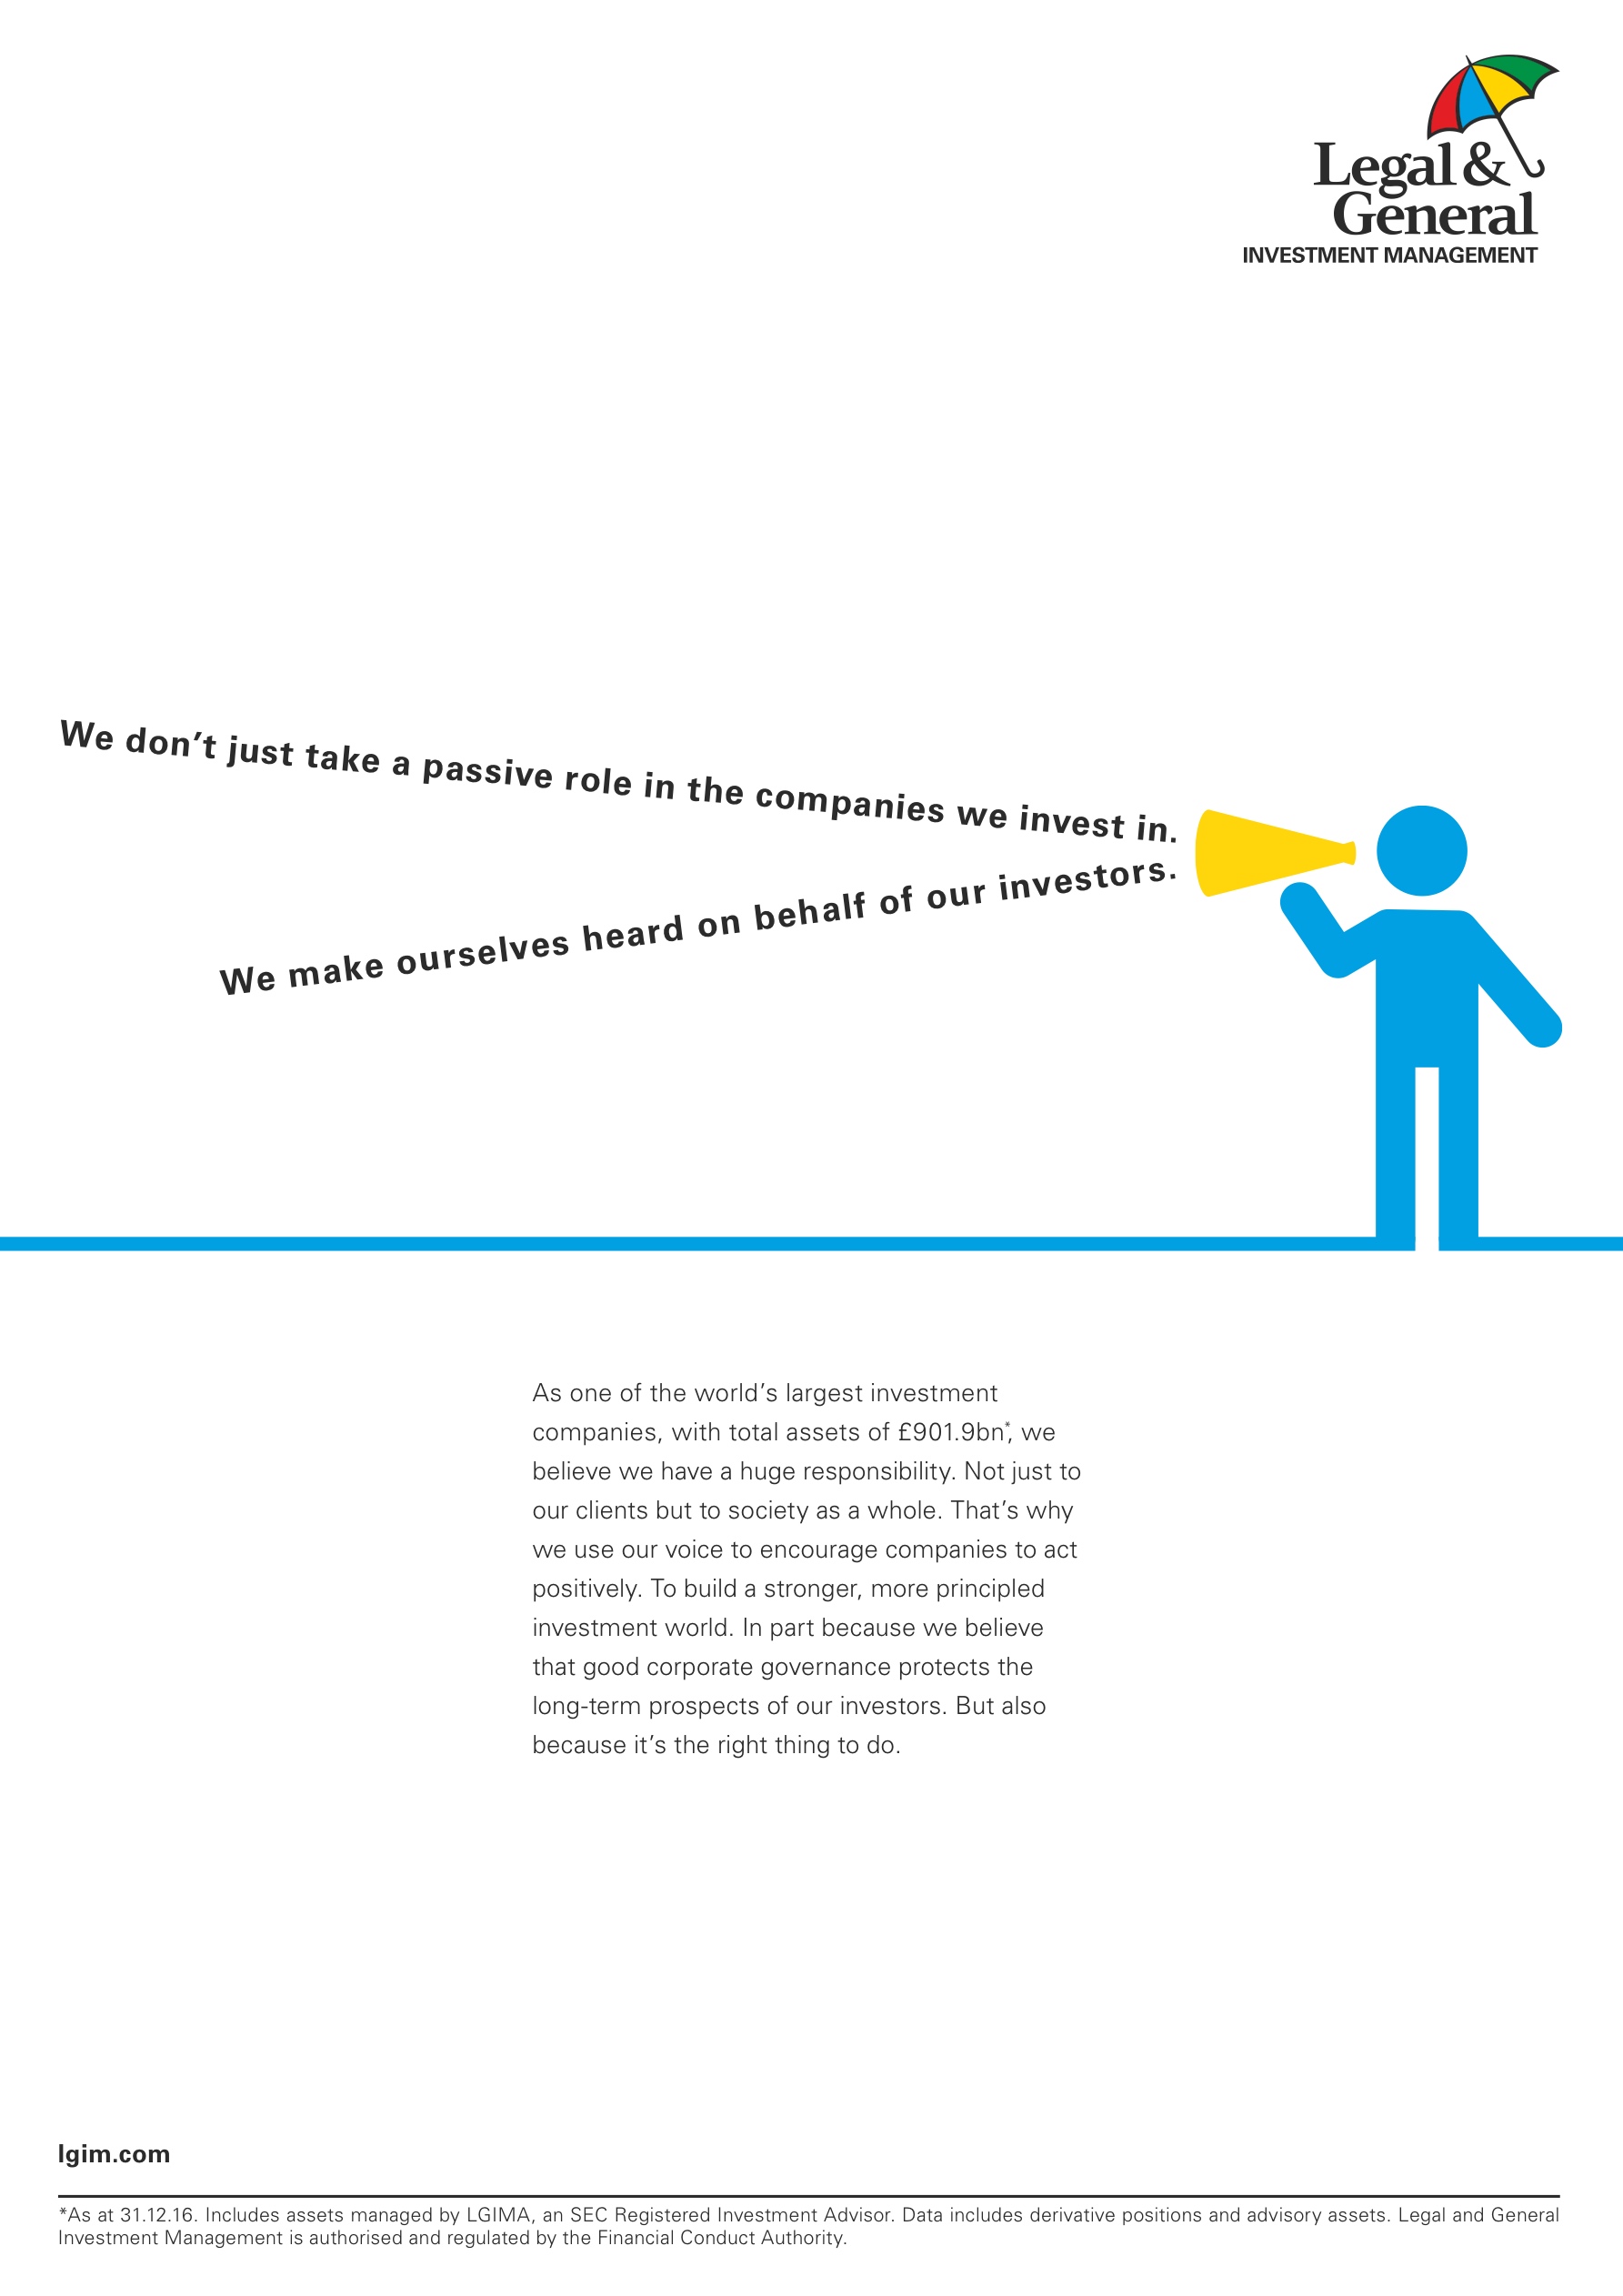 Legal &
General
INVESTMENT MANAGEMENT
We don’t just take a passive role in the companies we invest in.
We make ourselves heard on behalf of our investors.
As one of the world’s largest investment
companies, with total assets of £901.9bn*, we
believe we have a huge responsibility. Not just to
our clients but to society as a whole. That’s why
we use our voice to encourage companies to act
positively. To build a stronger, more principled
investment world. In part because we believe
that good corporate governance protects the
long-term prospects of our investors. But also
because it’s the right thing to do.
lgim.com
*As at 31.12.16. Includes assets managed by LGIMA, an SEC Registered Investment Advisor. Data includes derivative positions and advisory assets. Legal and General
Investment Management is authorised and regulated by the Financial Conduct Authority.